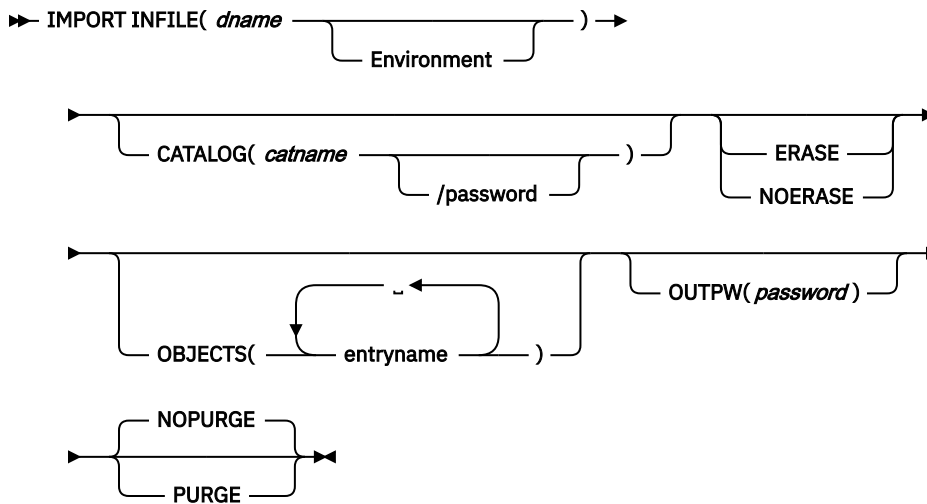 IMPORT INFILE( dname )
Environment
CATALOG( catname )
/password
ERASE
NOERASE
OBJECTS( entryname )
OUTPW( password )
NOPURGE
PURGE